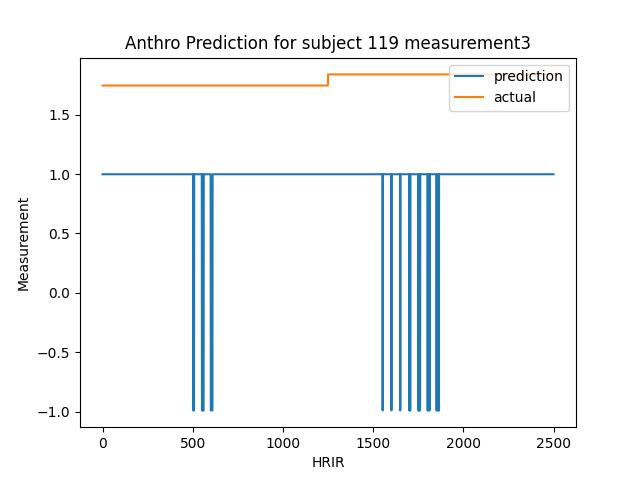 Anthro Prediction for subject 119 measurement3
prediction
actual
Measurement
1.5
1.0
0.5
0.0
−0.5
−1.0
0 500 1000 1500 2000 2500
HRIR